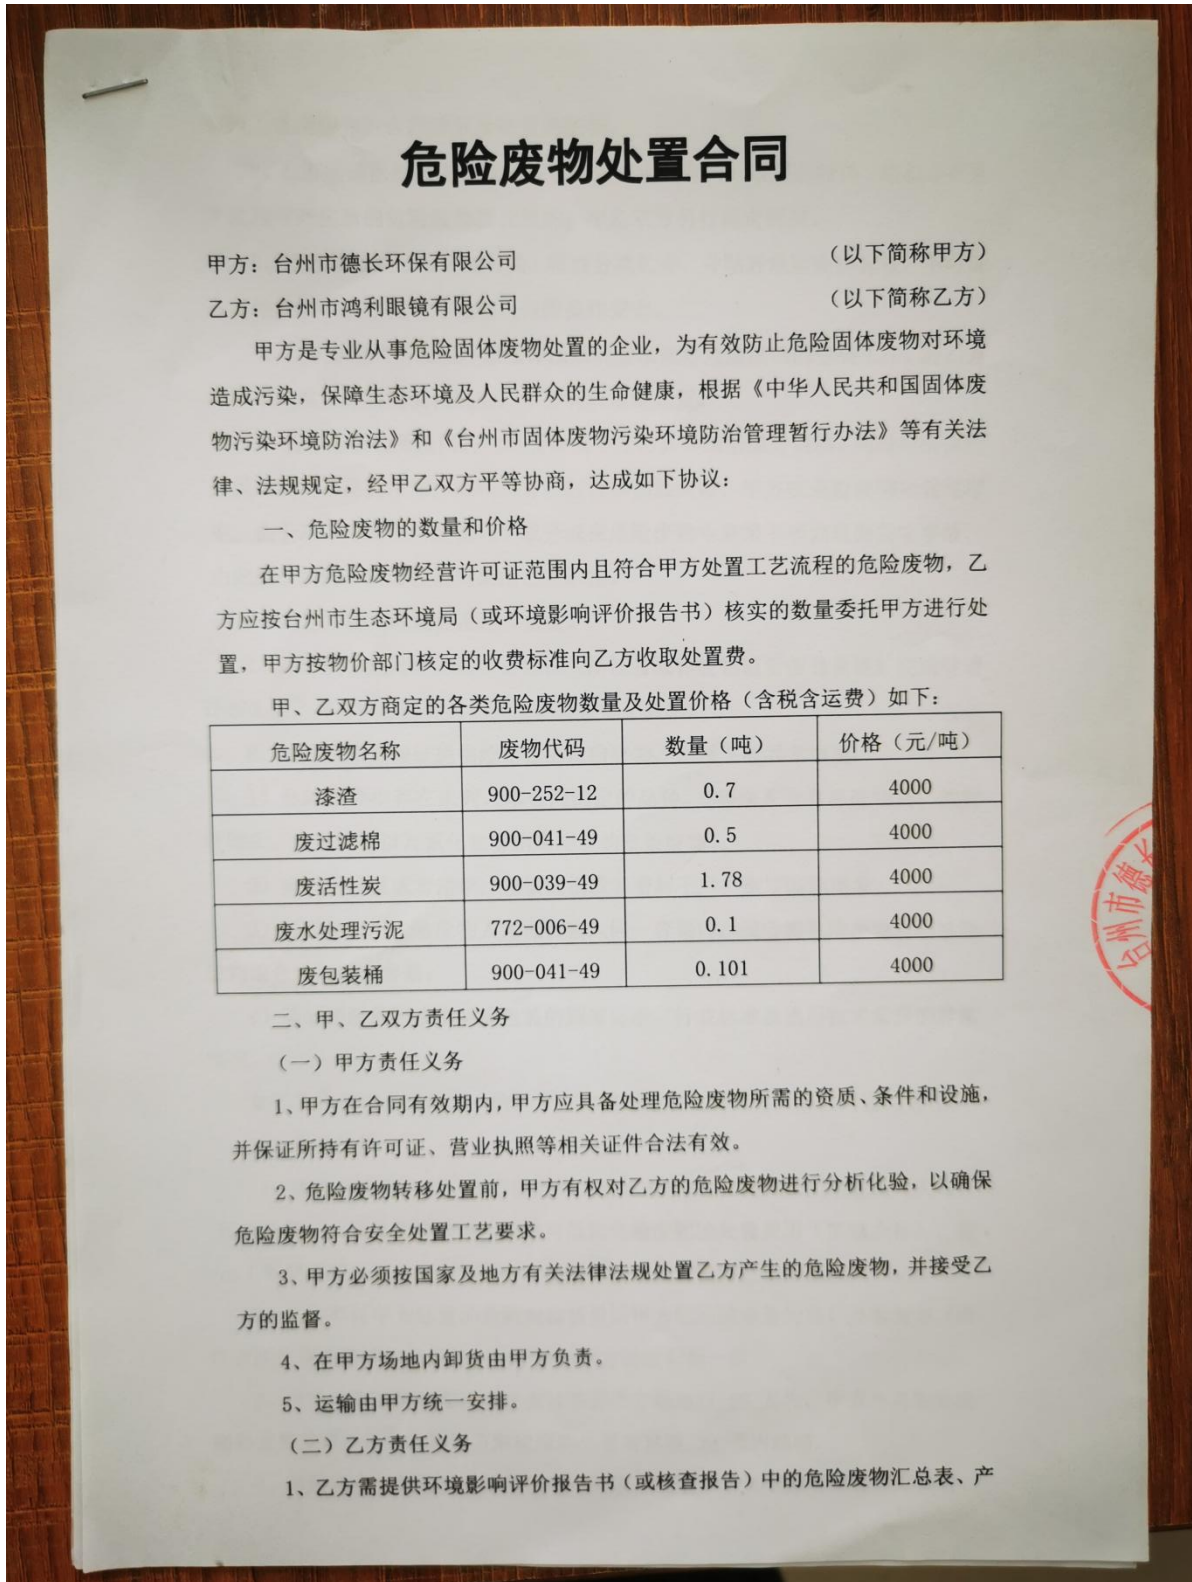 危险废物处置合同
甲方：台州市德长环保有限公司 （以下简称甲方）
乙方：台州市鸿利眼镜有限公司 （以下简称乙方）
甲方是专业从事危险固体废物处置的企业，为有效防止危险固体废物对环境
造成污染，保障生态环境及人民群众的生命健康，根据《中华人民共和国固体废
物污染环境防治法》和《台州市固体废物污染环境防治管理暂行办法》等有关法
律、法规规定，经甲乙双方平等协商，达成如下协议：
一、危险废物的数量和价格
在甲方危险废物经营许可证范围内且符合甲方处置工艺流程的危险废物，乙
方应按台州市生态环境局（或环境影响评价报告书）核实的数量委托甲方进行处
置，甲方按物价部门核定的收费标准向乙方收取处置费。
甲、乙双方商定的各类危险废物数量及处置价格（含税含运费）如下：
危险废物名称 废物代码 数量（吨） 价格（元/吨）
漆渣 900-252-12 0.7 4000
废过滤棉 900-041-49 0.5 4000
废活性炭 900-039-49 1.78 4000
废水处理污泥 772-006-49 0.1 4000
废包装桶 900-041-49 0.101 4000
台州市德长
二、甲、乙双方责任义务
（一）甲方责任义务
1、甲方在合同有效期内，甲方应具备处理危险废物所需的资质、条件和设施，
并保证所持有许可证、营业执照等相关证件合法有效。
2、危险废物转移处置前，甲方有权对乙方的危险废物进行分析化验，以确保
危险废物符合安全处置工艺要求。
3、甲方必须按国家及地方有关法律法规处置乙方产生的危险废物，并接受乙
方的监督。
4、在甲方场地内卸货由甲方负责。
5、运输由甲方统一安排。
（二）乙方责任义务
1、乙方需提供环境影响评价报告书（或核查报告）中的危险废物汇总表、产